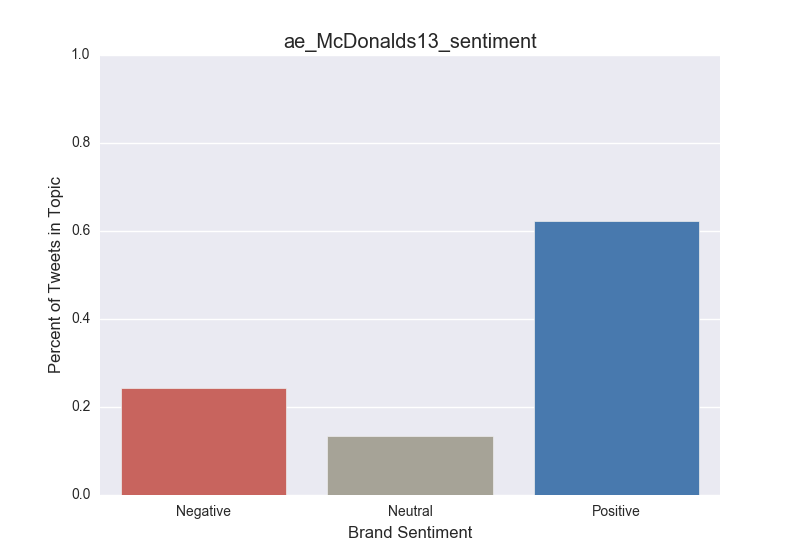 ae_McDonalds13_sentiment
1.0
0.8
0.6
0.4
0.2
0.0
Percent of Tweets in Topic
Negative
Neutral
Positive
Brand Sentiment